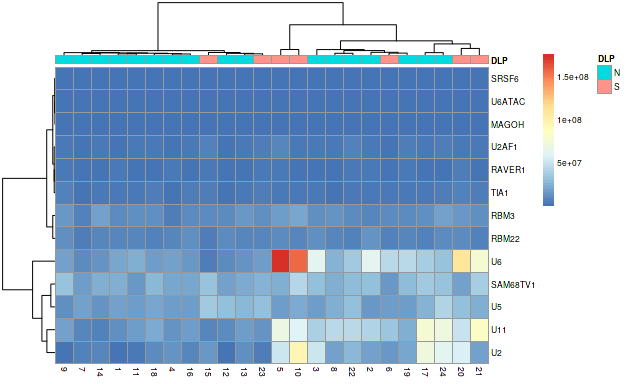 DLP
SRSF6
U6ATAC
MAGOH
U2AF1
RAVER1
TIA1
RBM3
RBM22
U6
SAM68TV1
U5
U11
U2
9 7 14 1 11 18 4 16 15 12 13 23 5 10 3 8 22 2 6 19 17 24 20 21
1.5e+08
1e+08
5e+07
DLP
N
S